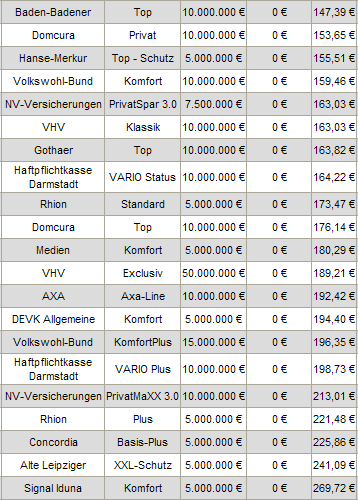 Baden-Badener Top 10.000.000 € 0 € 147,39 €
Domcura Privat 10.000.000 € 0 € 153,65 €
Hanse-Merkur Top - Schutz 5.000.000 € 0 € 155,51 €
Volkswohl-Bund Komfort 10.000.000 € 0 € 159,46 €
NV-Versicherungen PrivatSpar 3.0 7.500.000 € 0 € 163,03 €
VHV Klassik 10.000.000 € 0 € 163,03 €
Gothaer Top 10.000.000 € 0 € 163,82 €
Haftpflichtkasse
Darmstadt VARIO Status 10.000.000 € 0 € 164,22 €
Rhion Standard 5.000.000 € 0 € 173,47 €
Domcura Top 10.000.000 € 0 € 176,14 €
Medien Komfort 5.000.000 € 0 € 180,29 €
VHV Exclusiv 50.000.000 € 0 € 189,21 €
AXA Axa-Line 10.000.000 € 0 € 192,42 €
DEVK Allgemeine Komfort 5.000.000 € 0 € 194,40 €
Volkswohl-Bund KomfortPlus 15.000.000 € 0 € 196,35 €
Haftpflichtkasse
Darmstadt VARIO Plus 10.000.000 € 0 € 198,73 €
NV-Versicherungen PrivatMaXX 3.0 10.000.000 € 0 € 213,01 €
Rhion Plus 5.000.000 € 0 € 221,48 €
Concordia Basis-Plus 5.000.000 € 0 € 225,86 €
Alte Leipziger XXL-Schutz 5.000.000 € 0 € 241,09 €
Signal Iduna Komfort 5.000.000 € 0 € 269,72 €